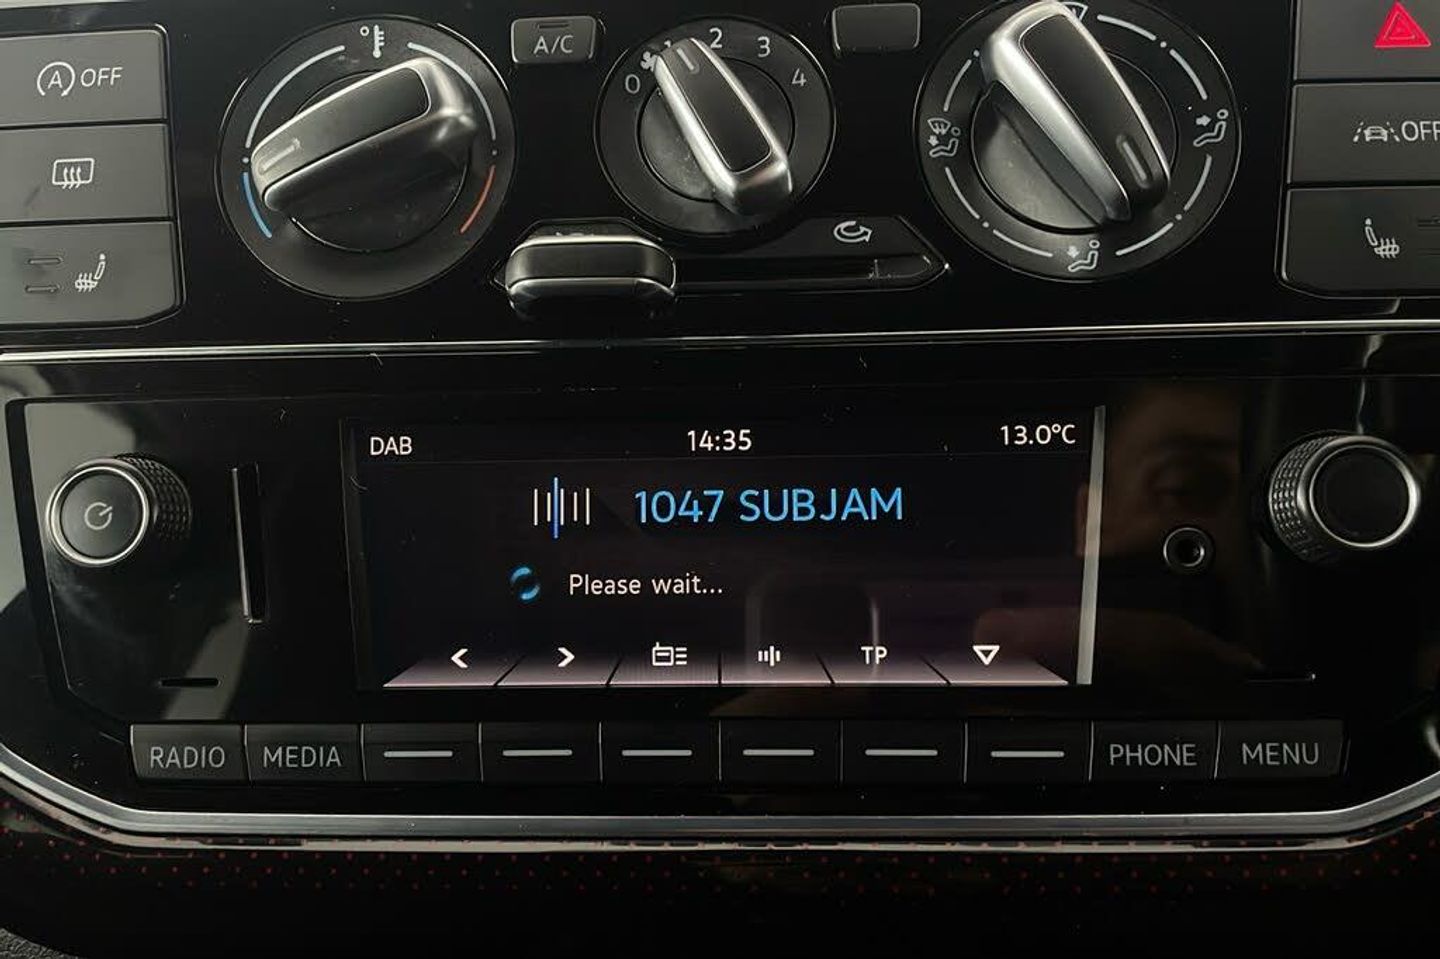 A OFF
A/C
0 1 2 3 4
OFF
DAB 14:35 13.0°C
1047 SUBJAM
Please wait...
< > TP
RADIO MEDIA PHONE MENU